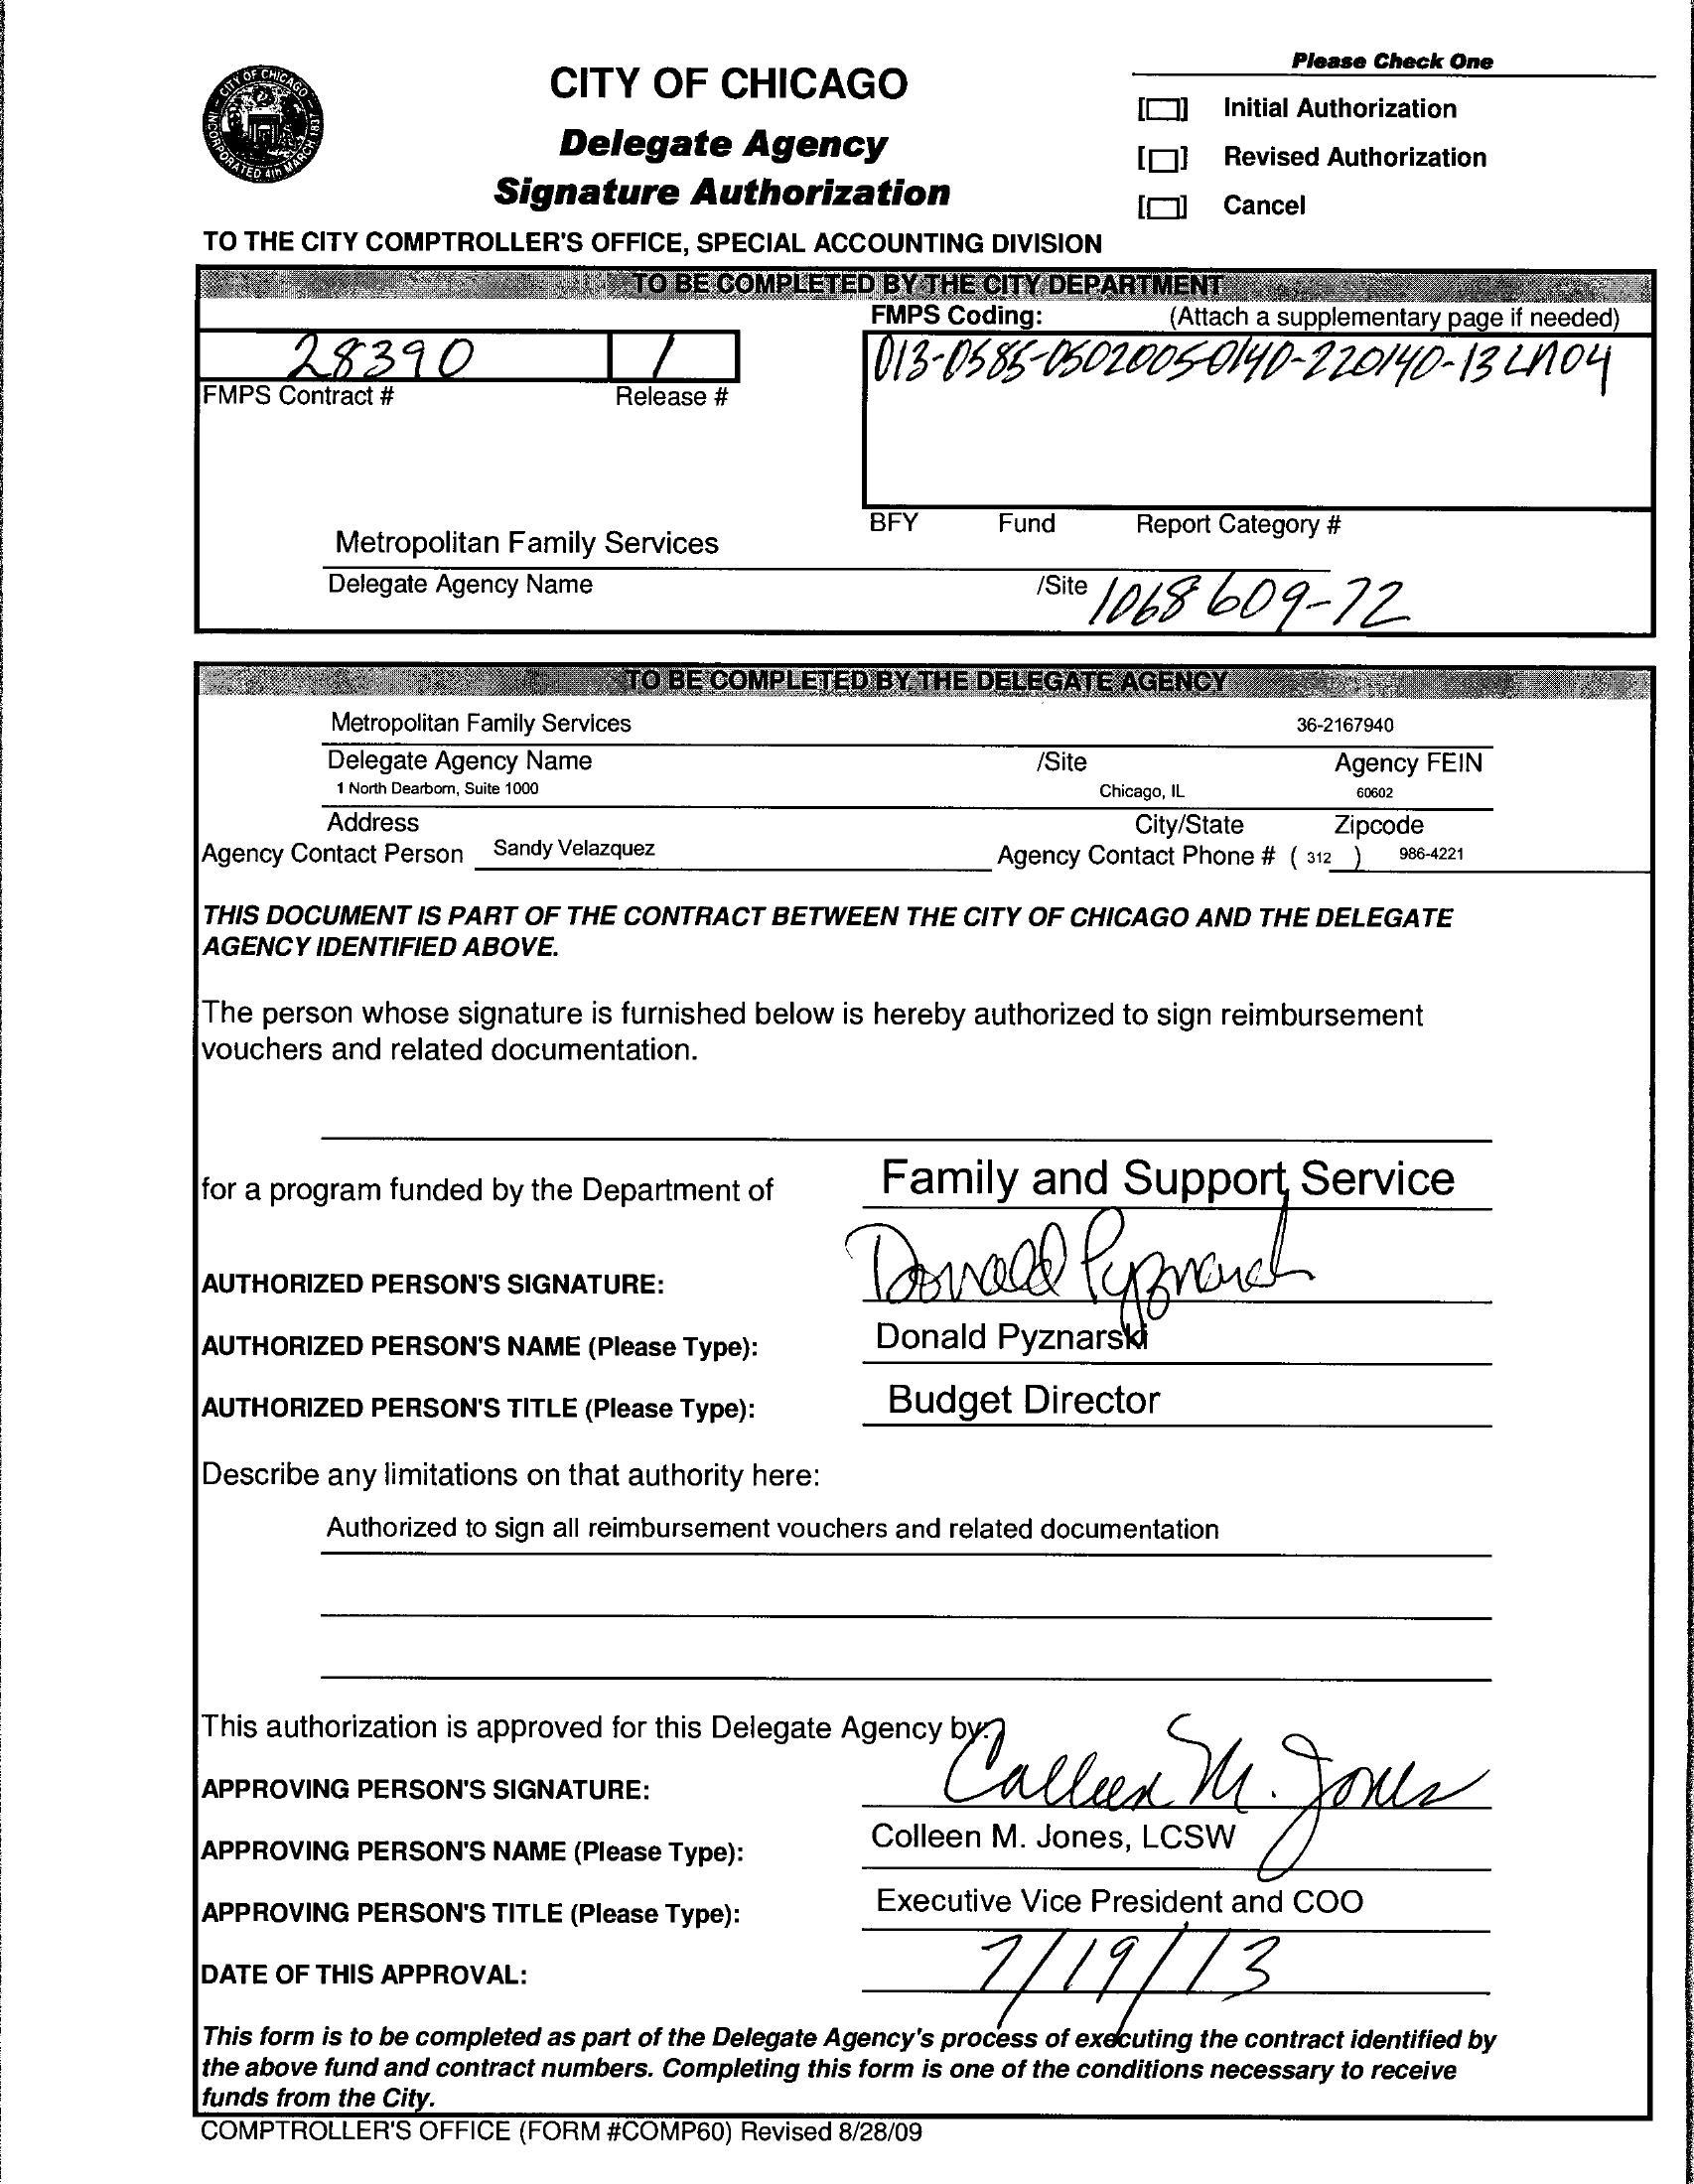 CITY OF CHICAGO INCORPORATED 4th MARCH 1837
CITY OF CHICAGO
Delegate Agency
Signature Authorization
Please Check One
Initial Authorization
Revised Authorization
Cancel
TO THE CITY COMPTROLLER'S OFFICE, SPECIAL ACCOUNTING DIVISION
TO BE COMPLETED BY THE CITY DEPARTMENT
FMPS Coding: (Attach a supplementary page if needed)
28390 1 013-0585-0502005-0140-220140-13
FMPS Contract # Release #
BFY Fund Report Category #
Metropolitan Family Services
Delegate Agency Name /Site 1068609-72
TO BE COMPLETED BY THE DELEGATE AGENCY
Metropolitan Family Services 36-2167940
Delegate Agency Name /Site Agency FEIN
1 North Dearborn, Suite 1000 Chicago, IL 60602
Address City/State Zipcode
Agency Contact Person Sandy Velazquez Agency Contact Phone # ( 312 ) 986-4221
THIS DOCUMENT IS PART OF THE CONTRACT BETWEEN THE CITY OF CHICAGO AND THE DELEGATE
AGENCY IDENTIFIED ABOVE.
The person whose signature is furnished below is hereby authorized to sign reimbursement
vouchers and related documentation.
for a program funded by the Department of Family and Support Service
AUTHORIZED PERSON'S SIGNATURE: Donald Pyznarski
AUTHORIZED PERSON'S NAME (Please Type): Donald Pyznarski
AUTHORIZED PERSON'S TITLE (Please Type): Budget Director
Describe any limitations on that authority here:
Authorized to sign all reimbursement vouchers and related documentation
This authorization is approved for this Delegate Agency by:
APPROVING PERSON'S SIGNATURE: Colleen M. Jones
APPROVING PERSON'S NAME (Please Type): Colleen M. Jones, LCSW
APPROVING PERSON'S TITLE (Please Type): Executive Vice President and COO
DATE OF THIS APPROVAL: 7/19/13
This form is to be completed as part of the Delegate Agency's process of executing the contract identified by
the above fund and contract numbers. Completing this form is one of the conditions necessary to receive
funds from the City.
COMPTROLLER'S OFFICE (FORM #COMP60) Revised 8/28/09